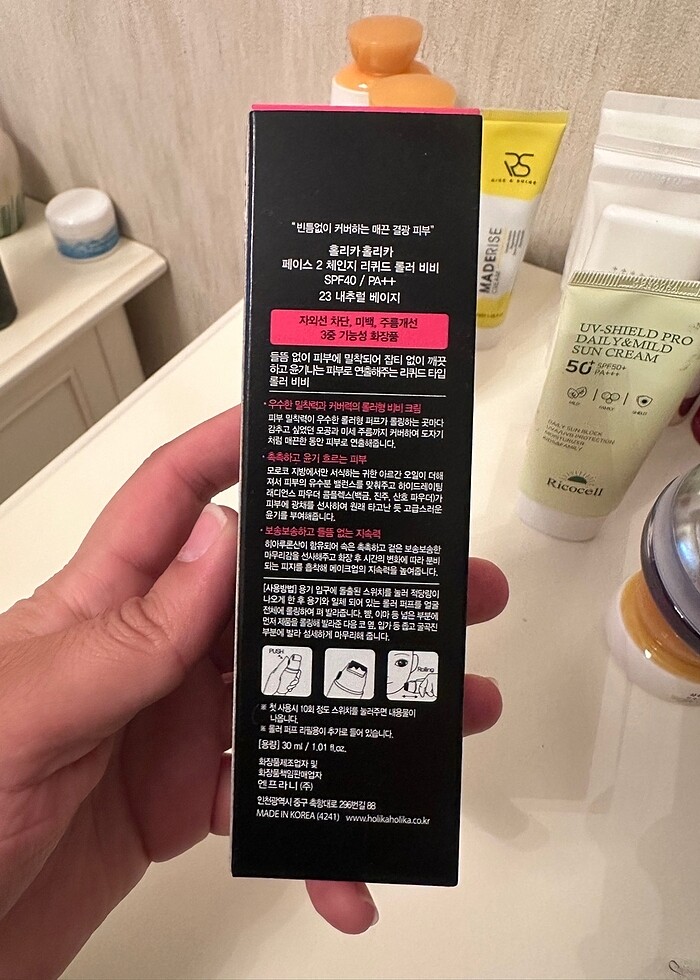 "빈틈없이 커버하는 매끈 결광 피부"
홀리카 홀리카
페이스 2 체인지 리퀴드 롤러 비비
SPF40 / PA++
23 내추럴 베이지
자외선 차단, 미백, 주름개선
3중 기능성 화장품
들뜸 없이 피부에 밀착되어 잡티 없이 깨끗
하고 윤기나는 피부로 연출해주는 리퀴드 타입
롤러 비비
· 우수한 밀착력과 커버력의 롤러형 비비 크림
피부 밀착력이 우수한 롤러형 퍼프가 롤링하는 곳마다
감추고 싶었던 모공과 미세 주름까지 커버하여 도자기
처럼 매끈한 동안 피부로 연출해줍니다.
· 촉촉하고 윤기 흐르는 피부
모로코 지방에서만 서식하는 귀한 아르간 오일이 더해
져서 피부의 유수분 밸런스를 맞춰주고 하이드레이팅
래디언스 파우더 콤플렉스(백금, 진주, 산호 파우더)가
피부에 광채를 선사하여 원래 타고난 듯 고급스러운
윤기를 부여해줍니다.
· 보송보송하고 들뜸 없는 지속력
히아루론산이 함유되어 속은 촉촉하고 겉은 보송보송한
마무리감을 선사해주고 화장 후 시간의 변화에 따라 분비
되는 피지를 흡착해 메이크업의 지속력을 높여줍니다.
[사용방법] 용기 입구에 돌출된 스위치를 눌러 적당량이
나오게 한 후 용기와 일체 되어 있는 롤러 퍼프를 얼굴
전체에 롤링하며 펴 발라줍니다. 뺨, 이마 등 넓은 부분에
먼저 제품을 롤링해 발라준 다음 코 옆, 입가 등 좁고 굴곡진
부분에 발라 섬세하게 마무리해 줍니다.
PUSH
Rolling
※ 첫 사용시 10회 정도 스위치를 눌러주면 내용물이
나옵니다.
※ 롤러 퍼프 리필용이 추가로 들어 있습니다.
[용량] 30 ml / 1.01 fl.oz.
화장품제조업자 및
화장품책임판매업자
엔프라니 (주)
인천광역시 중구 축항대로 296번길 88
MADE IN KOREA (4241) www.holikaholika.co.kr
RS
RISE & SHINE
MADERISE
CREAM
UV-SHIELD PRO
DAILY&MILD
SUN CREAM
50+ SPF50+
PA+++
MILD
FAMILY
SHIELD
DAILY SUN BLOCK
UVA/UVB PROTECTION
MOISTURIZER
4HRS&FAMILY
Ricocell